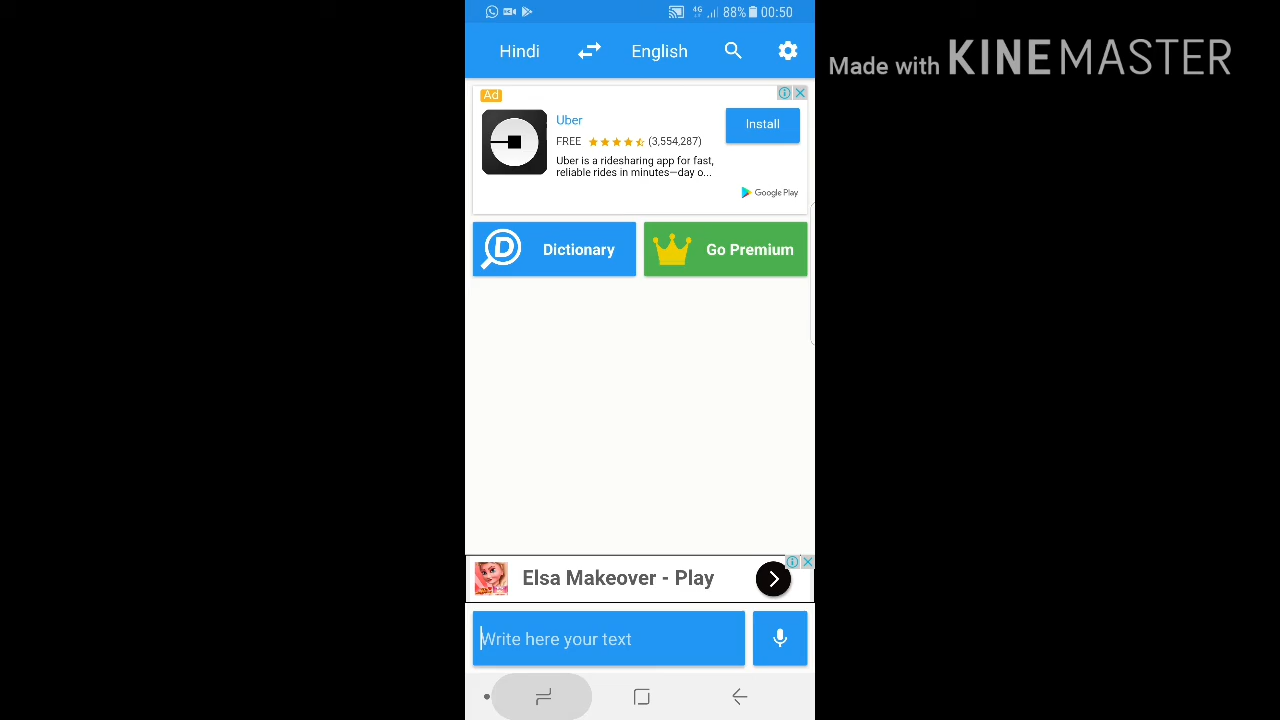 4G 88% 00:50
Hindi English
Made with KINEMASTER
Ad
Uber
Install
FREE (3,554,287)
Uber is a ridesharing app for fast,
reliable rides in minutes—day o...
Google Play
D Dictionary Go Premium
Elsa Makeover - Play
Write here your text